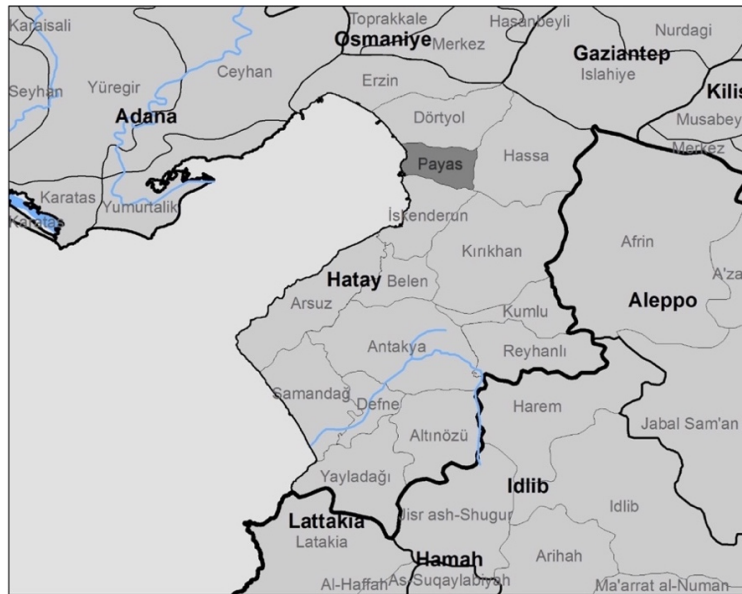 Karaisali
Toprakkale
Hasanbeyli
Osmaniye
Merkez
Nurdagi
Gaziantep
Islahiye
Ceyhan
Erzin
Yüregir
Seyhan
Kilis
Adana
Dörtyol
Musabey
Merkez
Payas
Hassa
Karatas
Yumurtalik
Karatas
İskenderun
Kırıkhan
Afrin
Hatay
Belen
A'za
Arsuz
Aleppo
Kumlu
Antakya
Reyhanlı
Samandağ
Defne
Harem
Altınözü
Jabal Sam'an
Yayladağı
Idlib
Idlib
Lattakia
Jisr ash-Shugur
Latakia
Hamah
Arihah
Al-Haffah
As-Suqaylabiyah
Ma'arrat al-Numan